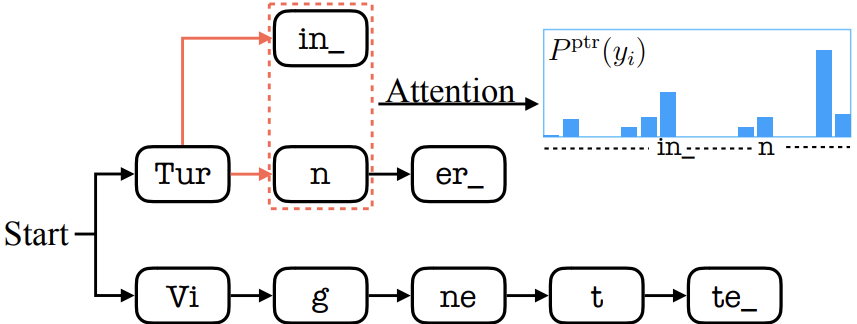 in_
Attention
P^ptr(y_i)
in_ n
Tur n er_
Start
Vi g ne t te_